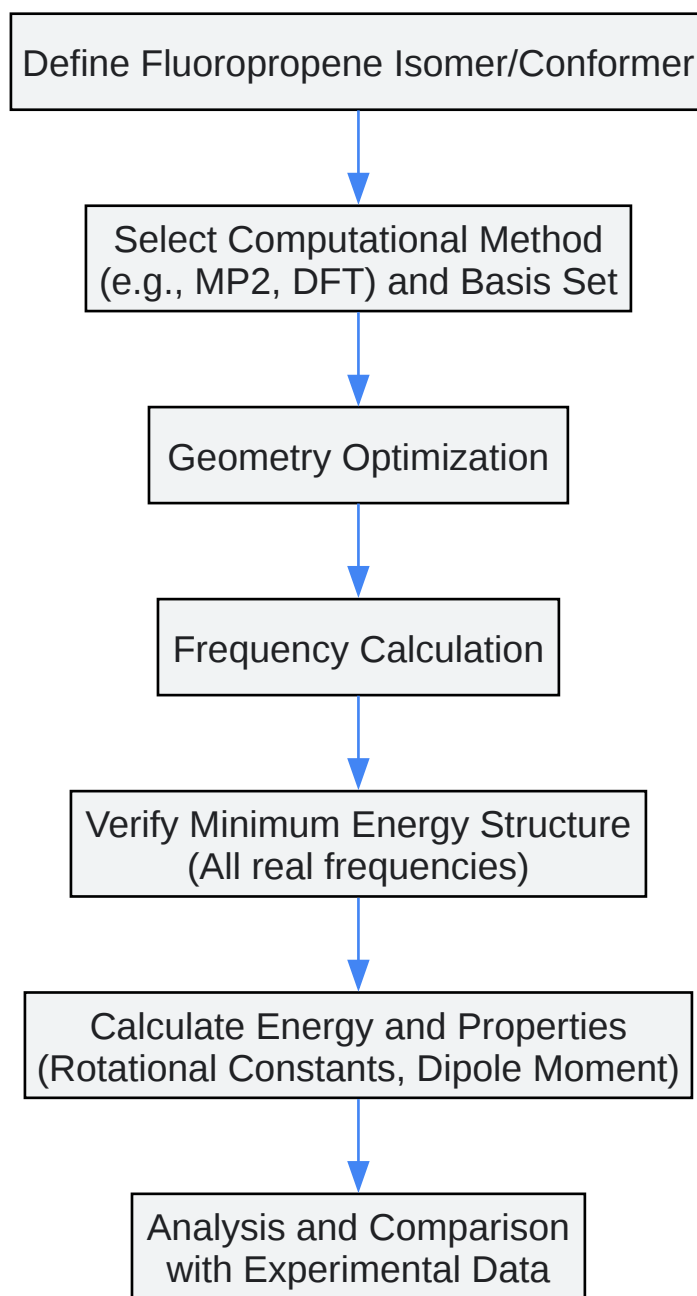 Define Fluoropropene Isomer/Conformer
Select Computational Method
(e.g., MP2, DFT) and Basis Set
Geometry Optimization
Frequency Calculation
Verify Minimum Energy Structure
(All real frequencies)
Calculate Energy and Properties
(Rotational Constants, Dipole Moment)
Analysis and Comparison
with Experimental Data